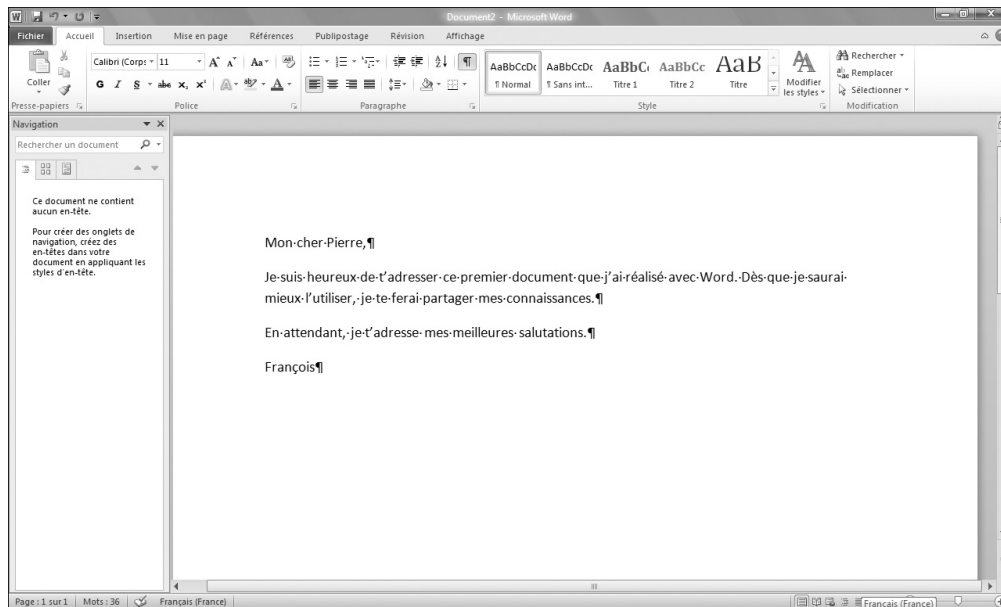 Document2 - Microsoft Word
Fichier Accueil Insertion Mise en page Références Publipostage Révision Affichage
Coller
Calibri (Corps 11
G I S abc x₂ x² A aby A
Aa
AaBbCcDc AaBbCcDc AaBbC AaBbCc AaB
¶ Normal ¶ Sans int... Titre 1 Titre 2 Titre
Modifier les styles
Rechercher
Remplacer
Sélectionner
Presse-papiers Police Paragraphe Style Modification
Navigation
Rechercher un document
Ce document ne contient
aucun en-tête.
Pour créer des onglets de
navigation, créez des
en-têtes dans votre
document en appliquant les
styles d'en-tête.
Mon·cher·Pierre,¶
Je·suis·heureux·de·t’adresser·ce·premier·document·que·j’ai·réalisé·avec·Word.·Dès·que·je·saurai·
mieux·l’utiliser,·je·te·ferai·partager·mes·connaissances.¶
En·attendant,·je·t’adresse·mes·meilleures·salutations.¶
François¶
Page : 1 sur 1 Mots : 36 Français (France)
Français (France)